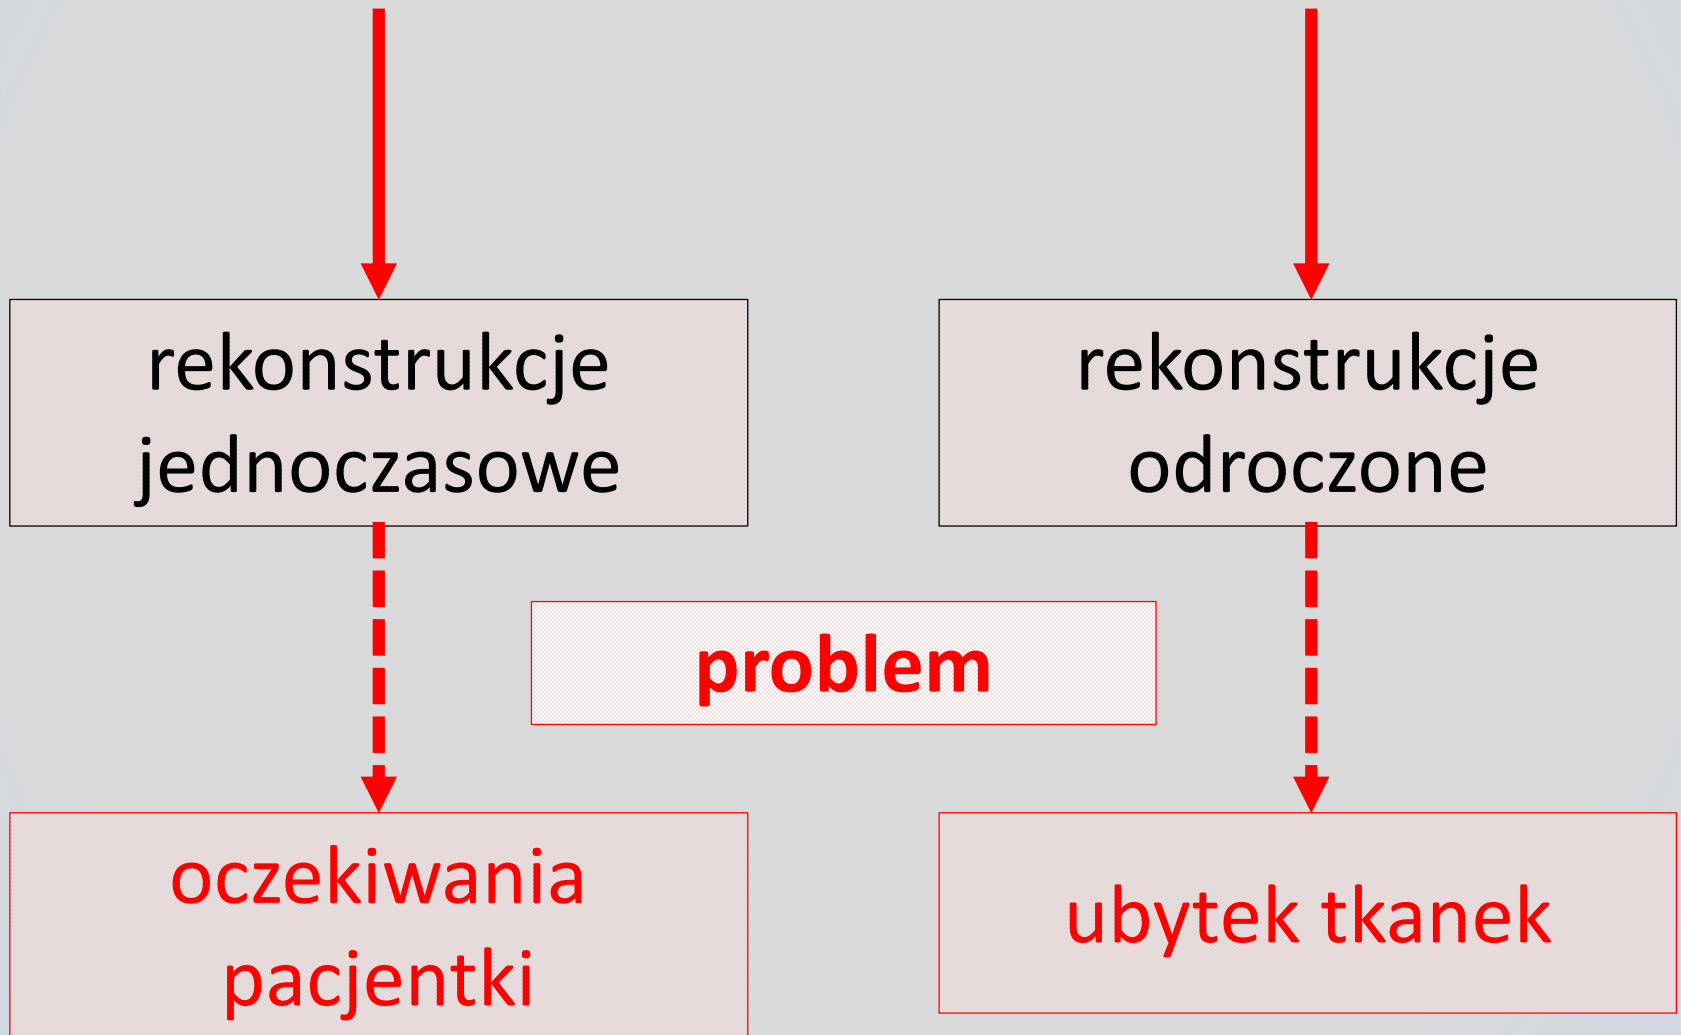 rekonstrukcje
jednoczasowe
rekonstrukcje
odroczone
problem
oczekiwania
pacjentki
ubytek tkanek